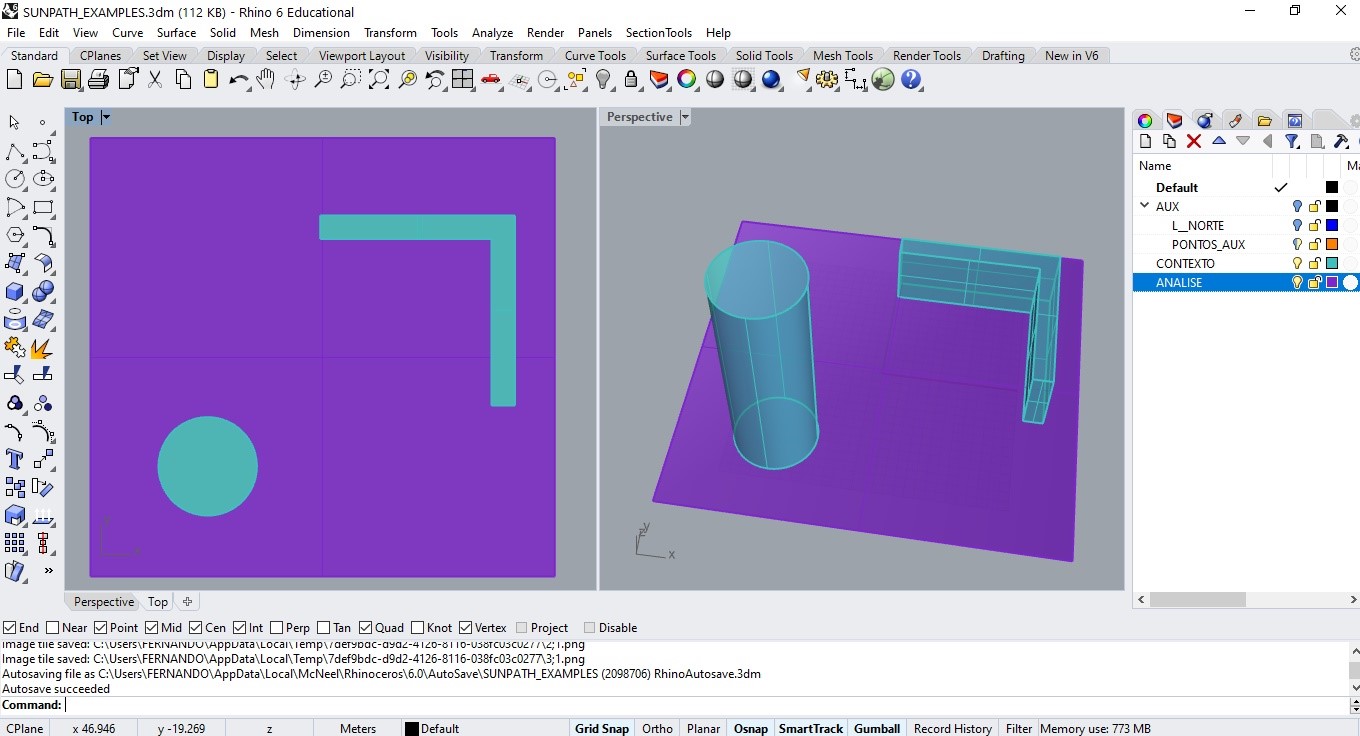 SUNPATH_EXAMPLES.3dm (112 KB) - Rhino 6 Educational
File Edit View Curve Surface Solid Mesh Dimension Transform Tools Analyze Render Panels SectionTools Help
Standard CPlanes Set View Display Select Viewport Layout Visibility Transform Curve Tools Surface Tools Solid Tools Mesh Tools Render Tools Drafting New in V6
Top
Perspective
Name Ma
Default
AUX
L__NORTE
PONTOS_AUX
CONTEXTO
ANALISE
y
z
x
Perspective Top
End Near Point Mid Cen Int Perp Tan Quad Knot Vertex Project Disable
Image tile saved: C:\Users\FERNANDO\AppData\Local\Temp\7def9bdc-d9d2-4126-8116-038fc03c0277\2;1.png
Image tile saved: C:\Users\FERNANDO\AppData\Local\Temp\7def9bdc-d9d2-4126-8116-038fc03c0277\3;1.png
Autosaving file as C:\Users\FERNANDO\AppData\Local\McNeel\Rhinoceros\6.0\AutoSave\SUNPATH_EXAMPLES (2098706) RhinoAutosave.3dm
Autosave succeeded
Command:
CPlane x 46.946 y -19.269 z Meters Default Grid Snap Ortho Planar Osnap SmartTrack Gumball Record History Filter Memory use: 773 MB